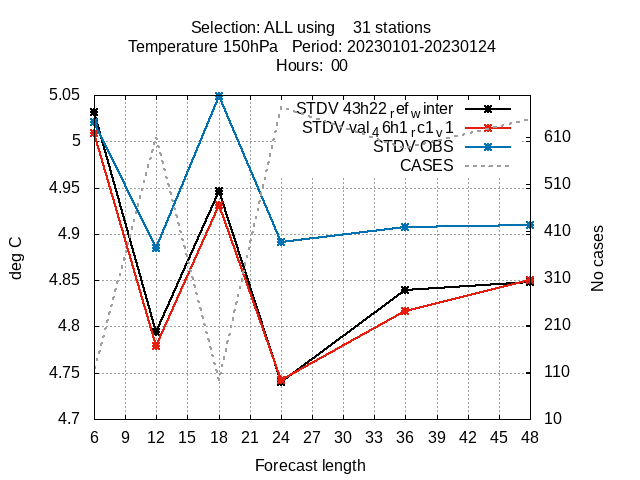 Selection: ALL using    31 stations
Temperature 150hPa   Period: 20230101-20230124
Hours:  00
STDV 43h22ref winter
STDV val46h1rc1v1
STDV OBS
CASES
5.05
5
4.95
4.9
4.85
4.8
4.75
4.7
deg C
610
510
410
310
210
110
10
No cases
6 9 12 15 18 21 24 27 30 33 36 39 42 45 48
Forecast length